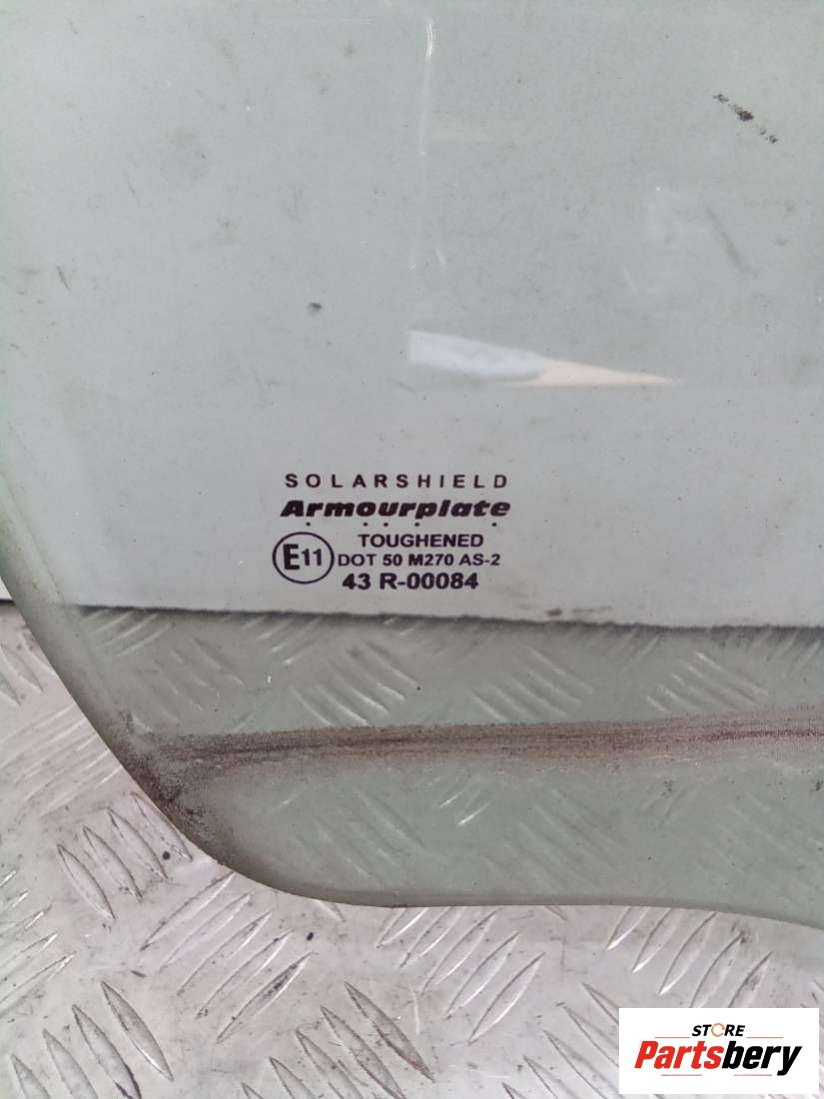 SOLARSHIELD
Armourplate
TOUGHENED
E11 DOT 50 M270 AS-2
43 R-00084
STORE
Partsbery